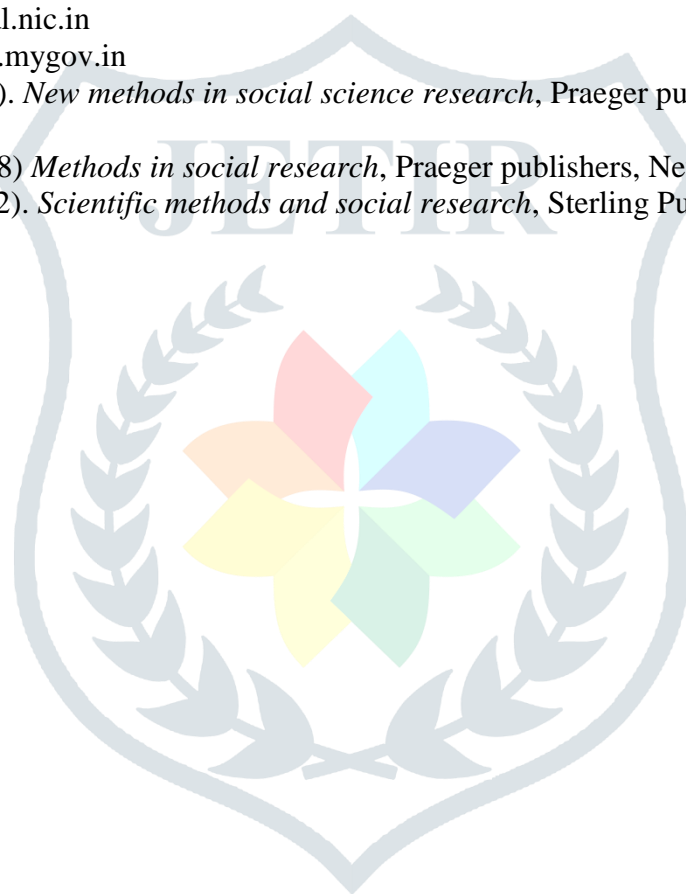 l.nic.in
.mygov.in
). New methods in social science research, Praeger pu
8) Methods in social research, Praeger publishers, Ne
2). Scientific methods and social research, Sterling Pu
JETIR